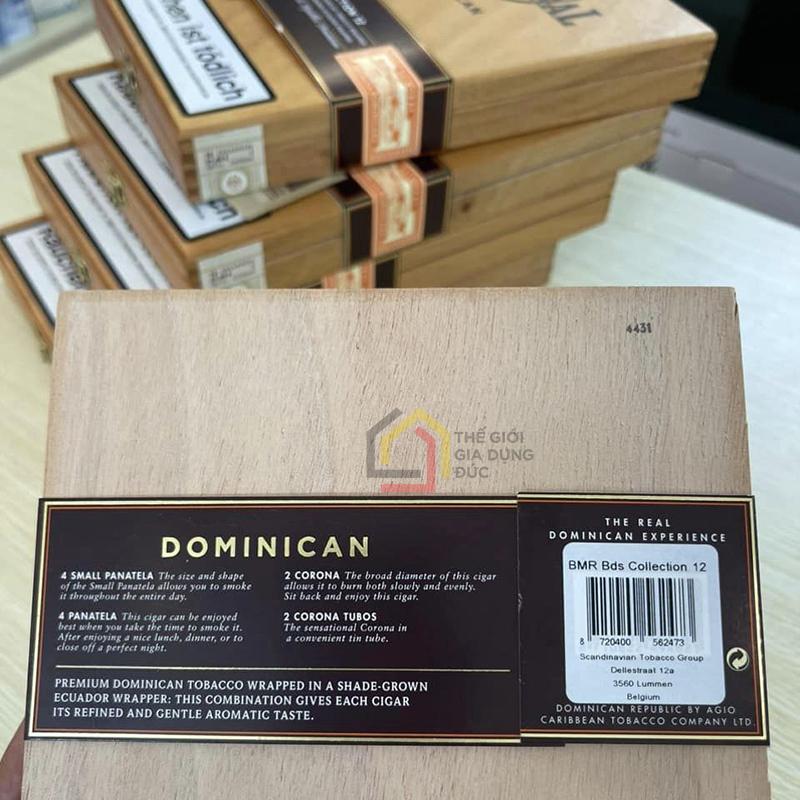 AL
AN
en ist tödlich
4431
THẾ GIỚI
GIA DỤNG
ĐỨC
DOMINICAN
4 SMALL PANATELA The size and shape
of the Small Panatela allows you to smoke
it throughout the entire day.
4 PANATELA This cigar can be enjoyed
best when you take the time to smoke it.
After enjoying a nice lunch, dinner, or to
close off a perfect night.
2 CORONA The broad diameter of this cigar
allows it to burn both slowly and evenly.
Sit back and enjoy this cigar.
2 CORONA TUBOS
The sensational Corona in
a convenient tin tube.
PREMIUM DOMINICAN TOBACCO WRAPPED IN A SHADE-GROWN
ECUADOR WRAPPER: THIS COMBINATION GIVES EACH CIGAR
ITS REFINED AND GENTLE AROMATIC TASTE.
THE REAL
DOMINICAN EXPERIENCE
BMR Bds Collection 12
8 720400 562473
Scandinavian Tobacco Group
Dellestraat 12a
3560 Lummen
Belgium
DOMINICAN REPUBLIC BY AGIO
CARIBBEAN TOBACCO COMPANY LTD.